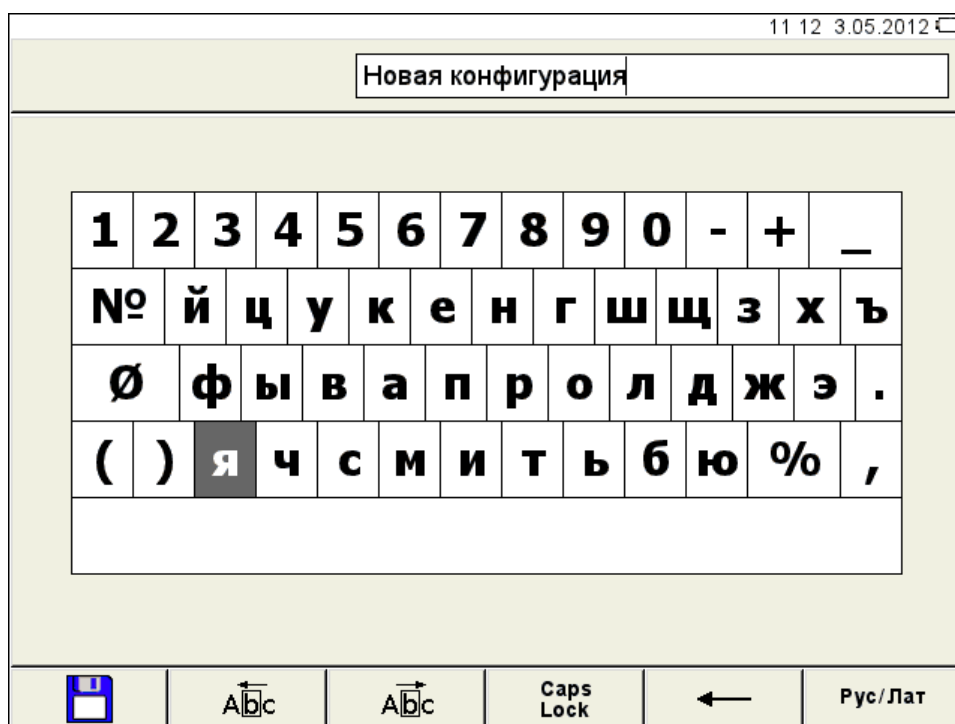 11 12 3.05.2012
Новая конфигурация
1 2 3 4 5 6 7 8 9 0 - + _
№ й ц у к е н г ш щ з х ъ
Ø ф ы в а п р о л д ж э .
( ) я ч с м и т ь б ю % ,
Abc Abc Caps Lock Рус/Лат